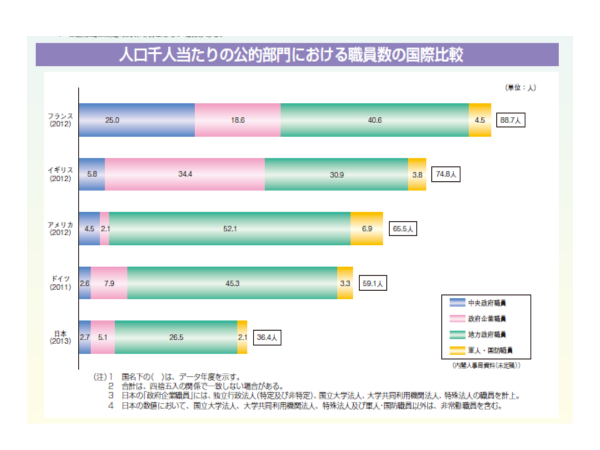 人口千人当たりの公的部門における職員数の国際比較
(単位：人)
フランス
(2012)
25.0 18.6 40.6 4.5 88.7人
イギリス
(2012)
5.8 34.4 30.9 3.8 74.8人
アメリカ
(2012)
4.5 2.1 52.1 6.9 65.5人
ドイツ
(2011)
2.6 7.9 45.3 3.3 59.1人
日本
(2013)
2.7 5.1 26.5 2.1 36.4人
中央政府職員
政府企業職員
地方政府職員
軍人・国防職員
(内閣人事局資料(未定稿))
(注) 1 国名下の( )は、データ年度を示す。
2 合計は、四捨五入の関係で一致しない場合がある。
3 日本の「政府企業職員」には、独立行政法人(特定及び非特定)、国立大学法人、大学共同利用機関法人、特殊法人の職員を計上。
4 日本の数値において、国立大学法人、大学共同利用機関法人、特殊法人及び軍人・国防職員以外は、非常勤職員を含む。